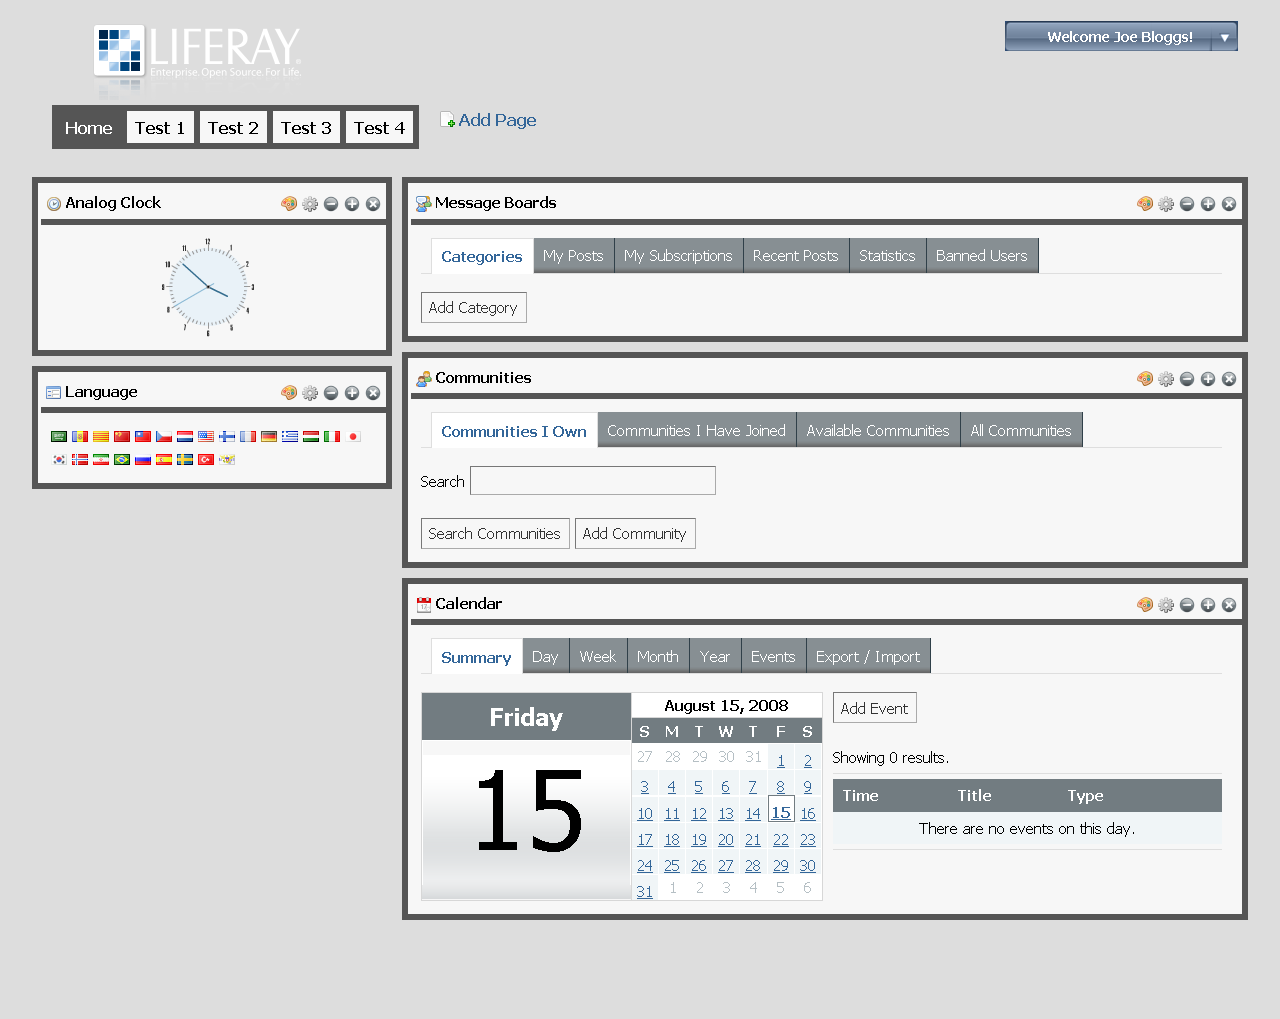 LIFERAY.
Enterprise. Open Source. For Life.
Welcome Joe Bloggs!
Home Test 1 Test 2 Test 3 Test 4 Add Page
Analog Clock
12 1 2 3 4 5 6 7 8 9 10 11
Language
Message Boards
Categories My Posts My Subscriptions Recent Posts Statistics Banned Users
Add Category
Communities
Communities I Own Communities I Have Joined Available Communities All Communities
Search
Search Communities Add Community
Calendar
Summary Day Week Month Year Events Export / Import
Friday
15
August 15, 2008
S M T W T F S
27 28 29 30 31 1 2
3 4 5 6 7 8 9
10 11 12 13 14 15 16
17 18 19 20 21 22 23
24 25 26 27 28 29 30
31 1 2 3 4 5 6
Add Event
Showing 0 results.
Time Title Type
There are no events on this day.